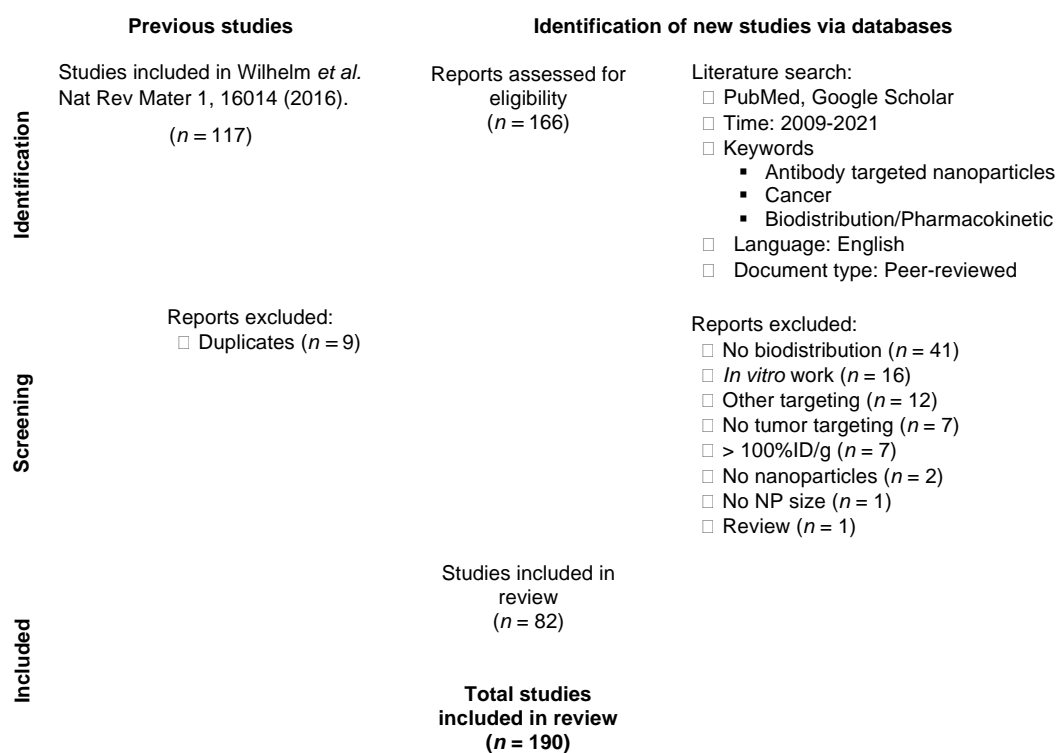 Previous studies
Identification of new studies via databases
Identification
Studies included in Wilhelm et al.
Nat Rev Mater 1, 16014 (2016).
(n = 117)
Reports assessed for
eligibility
(n = 166)
Literature search:
PubMed, Google Scholar
Time: 2009-2021
Keywords
▪ Antibody targeted nanoparticles
▪ Cancer
▪ Biodistribution/Pharmacokinetic
Language: English
Document type: Peer-reviewed
Screening
Reports excluded:
Duplicates (n = 9)
Reports excluded:
No biodistribution (n = 41)
In vitro work (n = 16)
Other targeting (n = 12)
No tumor targeting (n = 7)
> 100%ID/g (n = 7)
No nanoparticles (n = 2)
No NP size (n = 1)
Review (n = 1)
Included
Studies included in
review
(n = 82)
Total studies
included in review
(n = 190)